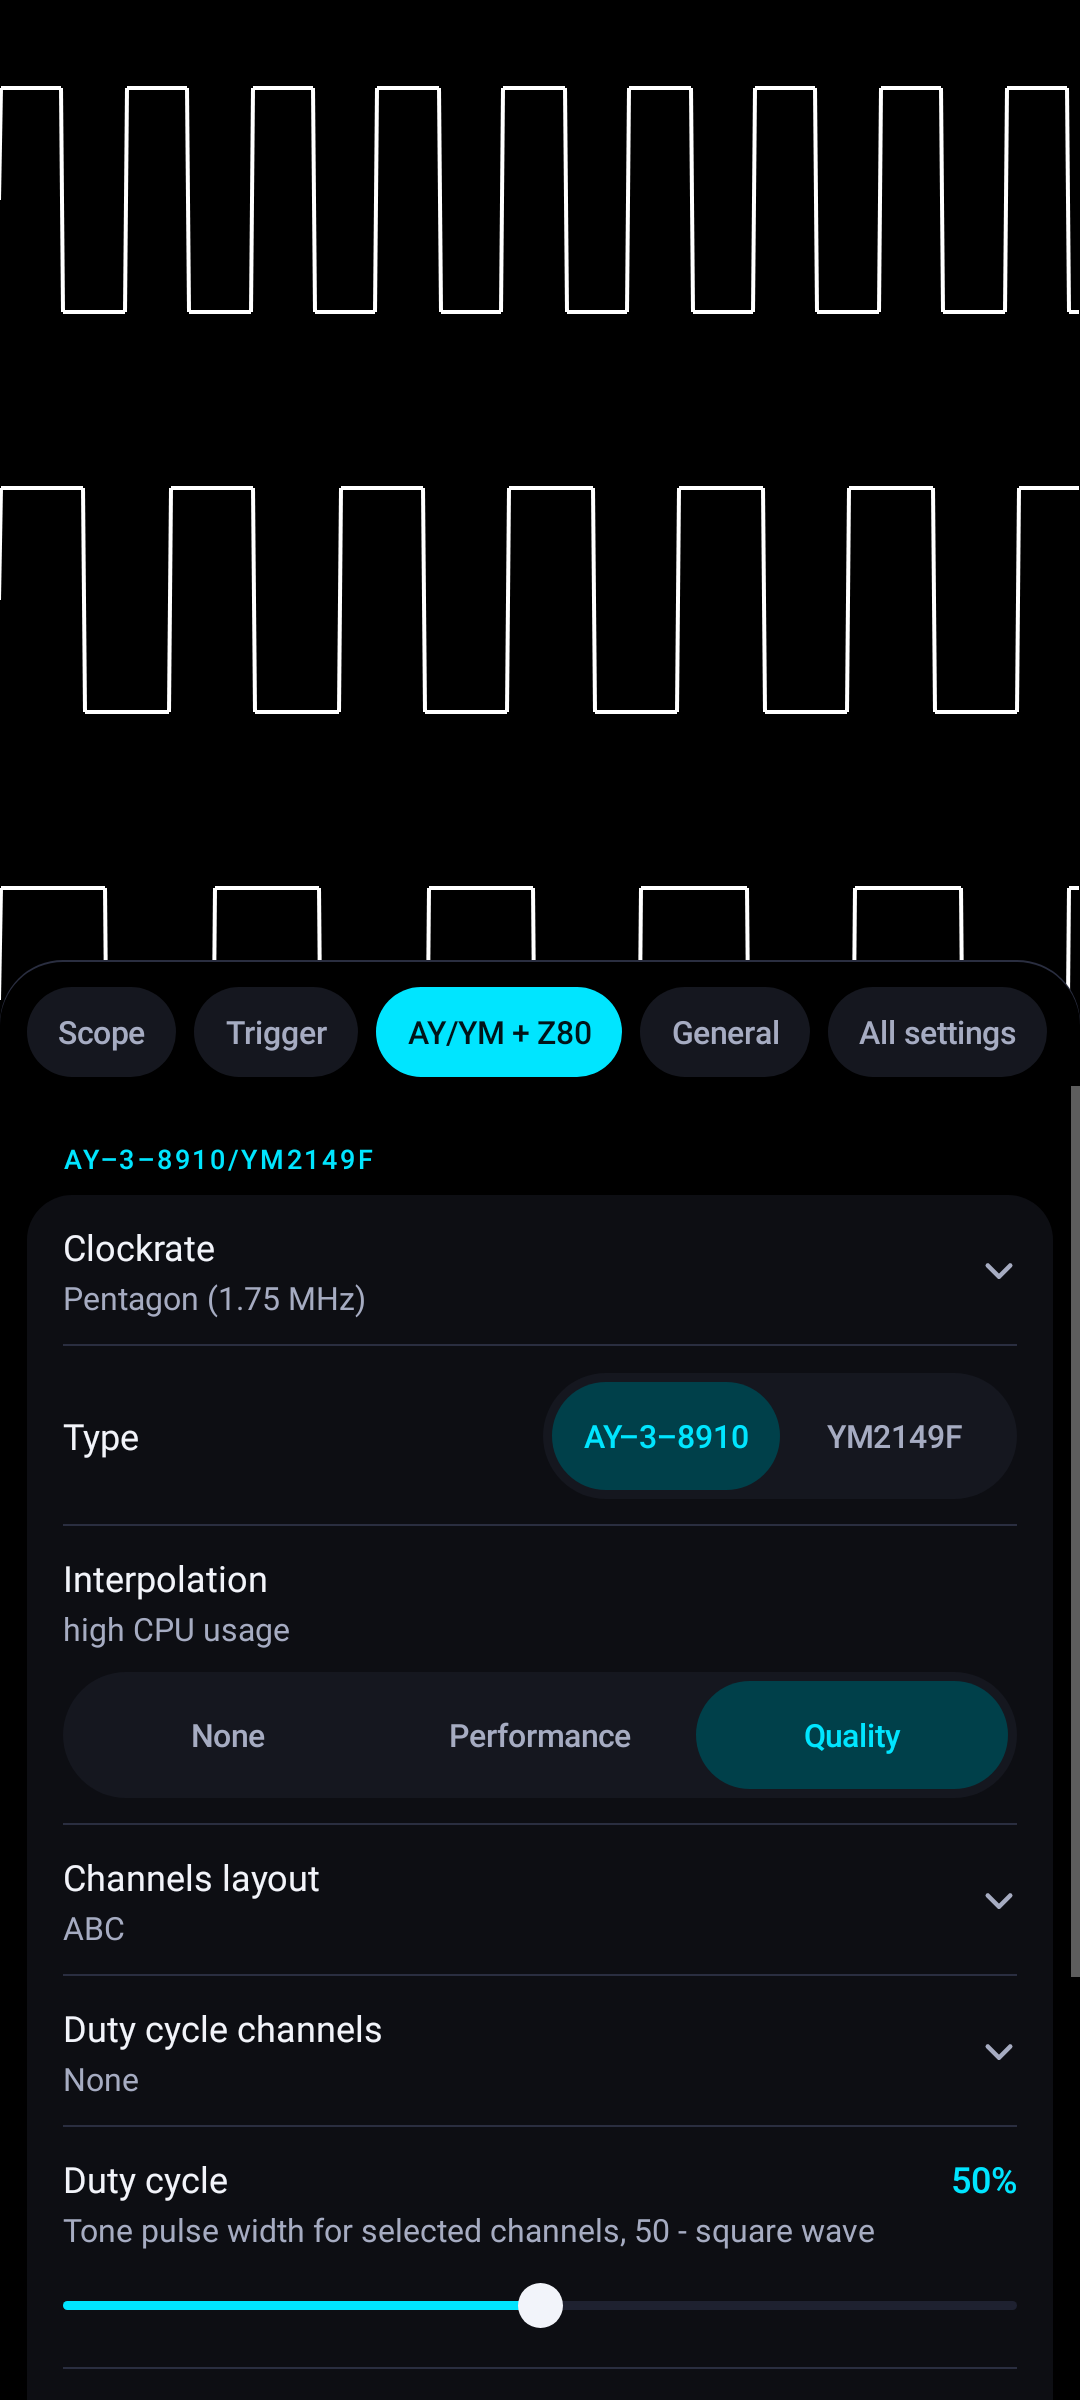 Scope
Trigger
AY/YM + Z80
General
All settings
AY–3–8910/YM2149F
Clockrate
Pentagon (1.75 MHz)
Type
AY–3–8910
YM2149F
Interpolation
high CPU usage
None
Performance
Quality
Channels layout
ABC
Duty cycle channels
None
Duty cycle
50%
Tone pulse width for selected channels, 50 - square wave